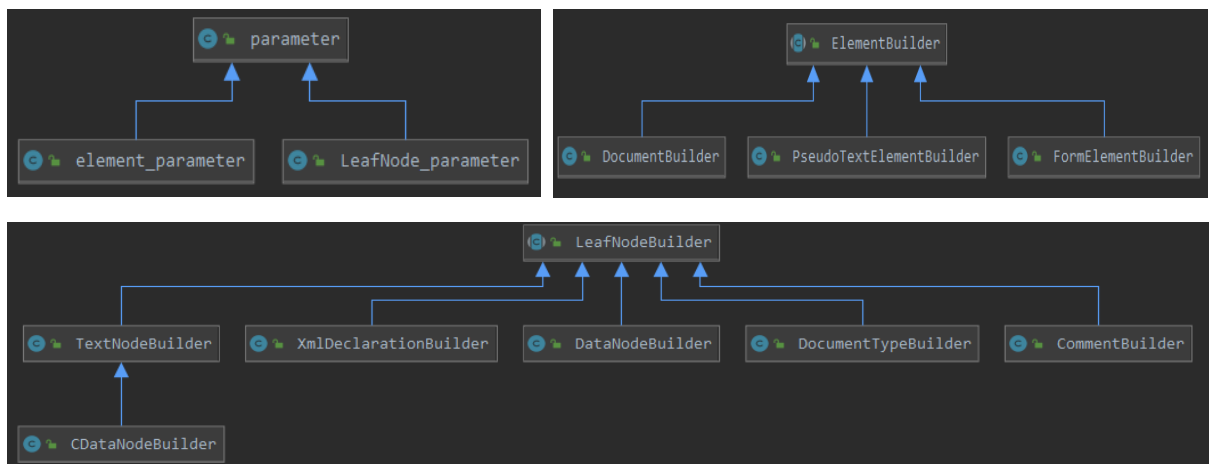 parameter
element_parameter
LeafNode_parameter
ElementBuilder
DocumentBuilder
PseudoTextElementBuilder
FormElementBuilder
LeafNodeBuilder
TextNodeBuilder
XmlDeclarationBuilder
DataNodeBuilder
DocumentTypeBuilder
CommentBuilder
CDataNodeBuilder